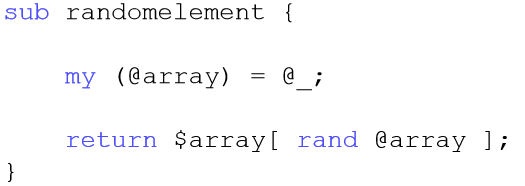 sub randomelement {
my (@array) = @_;
return $array[ rand @array ];
}